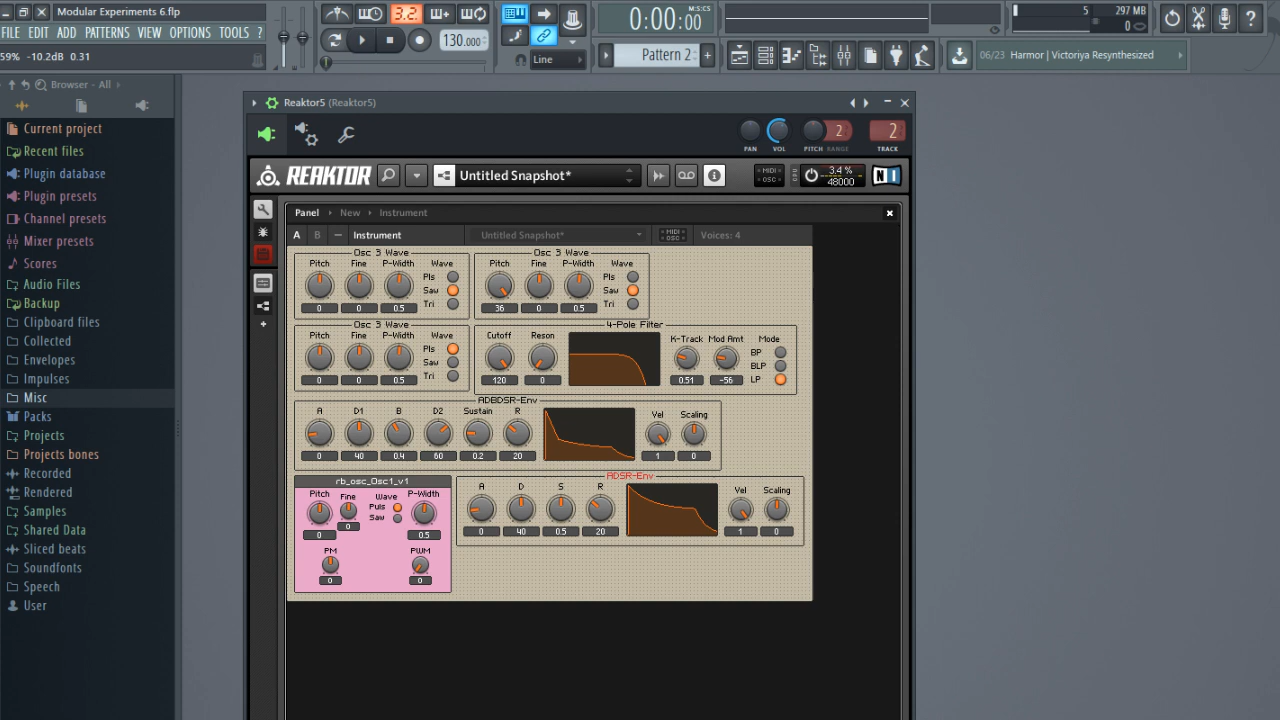 Modular Experiments 6.flp
FILE EDIT ADD PATTERNS VIEW OPTIONS TOOLS ?
59% -10.2dB 0.31
3.2.
130.000
0:00:00
M:S:CS
Line
Pattern 2
5
297 MB
0
06/23 Harmor | Victoriya Resynthesized
Browser - All
Current project
Recent files
Plugin database
Plugin presets
Channel presets
Mixer presets
Scores
Audio Files
Backup
Clipboard files
Collected
Envelopes
Impulses
Misc
Packs
Projects
Projects bones
Recorded
Rendered
Samples
Shared Data
Sliced beats
Soundfonts
Speech
User
Reaktor5 (Reaktor5)
2 2
PAN VOL PITCH RANGE TRACK
REAKTOR
Untitled Snapshot*
MIDI
OSC
CPU
3.4 %
48000
NI
Panel New Instrument
A B Instrument Untitled Snapshot* MIDI OSC Voices: 4
Osc 3 Wave
Pitch Fine P-Width Wave
Pls
Saw
Tri
0 0 0.5
Osc 3 Wave
Pitch Fine P-Width Wave
Pls
Saw
Tri
36 0 0.5
Osc 3 Wave
Pitch Fine P-Width Wave
Pls
Saw
Tri
0 0 0.5
4-Pole Filter
Cutoff Reson K-Track Mod Amt Mode
BP
BLP
LP
120 0 0.51 -56
ADBDSR-Env
A D1 B D2 Sustain R Vel Scaling
0 40 0.4 60 0.2 20 1 0
rb_osc_Osc1_v1
Pitch Fine Wave P-Width
Puls
Saw
0 0 0.5
PM PWM
0 0
ADSR-Env
A D S R Vel Scaling
0 40 0.5 20 1 0